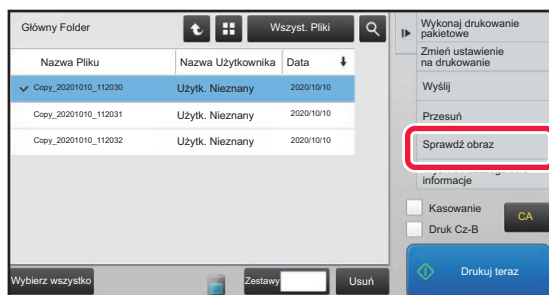 Główny Folder
Wszyst. Pliki
Nazwa Pliku
Nazwa Użytkownika
Data
Copy_20201010_112030
Użytk. Nieznany
2020/10/10
Copy_20201010_112031
Użytk. Nieznany
2020/10/10
Copy_20201010_112032
Użytk. Nieznany
2020/10/10
Wybierz wszystko
Zestawy
Usuń
Wykonaj drukowanie
pakietowe
Zmień ustawienie
na drukowanie
Wyślij
Przesuń
Sprawdź obraz
informacje
Kasowanie
Druk Cz-B
CA
Drukuj teraz